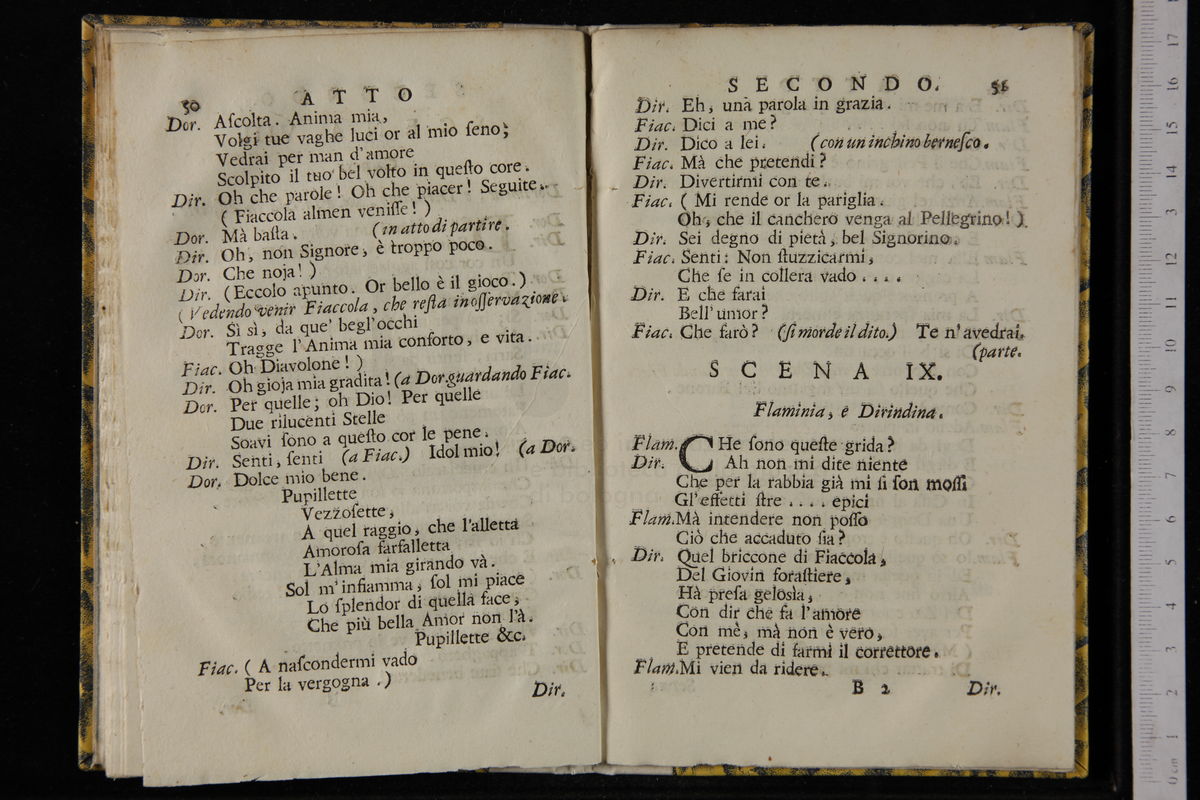 50 ATTO
Dor. Aſcolta. Anima mia,
Volgi tue vaghe luci or al mio ſeno;
Vedrai per man d'amore
Scolpito il tuo bel volto in queſto core.
Dir. Oh che parole! Oh che piacer! Seguite.
( Fiaccola almen veniſſe! )
Dor. Mà baſta. (in atto di partire.
Dir. Oh, non Signore, è troppo poco.
Dor. Che noja! )
Dir. (Eccolo apunto. Or bello è il gioco.)
(Vedendo venir Fiaccola, che reſta inoſſervazione.
Dor. Sì sì, da que' begl'occhi
Tragge l'Anima mia conforto, e vita.
Fiac. Oh Diavolone! )
Dir. Oh gioja mia gradita! (a Dor.guardando Fiac.
Dor. Per quelle; oh Dio! Per quelle
Due rilucenti Stelle
Soavi ſono a queſto cor le pene.
Dir. Senti, ſenti (a Fiac.) Idol mio! (a Dor.
Dor. Dolce mio bene.
Pupillette
Vezzoſette,
A quel raggio, che l'alletta
Amoroſa farfalletta
L'Alma mia girando và.
Sol m'infiamma, ſol mi piace
Lo ſplendor di quella face,
Che più bella Amor non l'à.
Pupillette &c.
Fiac. ( A naſcondermi vado
Per la vergogna .)
Dir.
SECONDO. 51
Dir. Eh, una parola in grazia.
Fiac. Dici a me?
Dir. Dico a lei. (con un inchino berneſco.
Fiac. Mà che pretendi?
Dir. Divertirmi con te.
Fiac. ( Mi rende or la pariglia.
Oh, che il canchero venga al Pellegrino! )
Dir. Sei degno di pietà, bel Signorino.
Fiac. Senti: Non ſtuzzicarmi,
Che ſe in collera vado . . . .
Dir. E che farai
Bell'umor?
Fiac. Che farò? (ſi morde il dito.) Te n'avedrai.
(parte.
SCENA IX.
Flaminia, e Dirindina.
Flam. CHe ſono queſte grida?
Dir. Ah non mi dite niente
Che per la rabbia già mi ſi ſon moſſi
Gl'effetti ſtre . . . . epici
Flam.Mà intendere non poſſo
Ciò che accaduto ſia?
Dir. Quel briccone di Fiaccola,
Del Giovin foraſtiere,
Hà preſa geloſìa,
Con dir che fa l'amore
Con mè, mà non è vero,
E pretende di farmi il correttore.
Flam.Mi vien da ridere.
B 2 Dir.